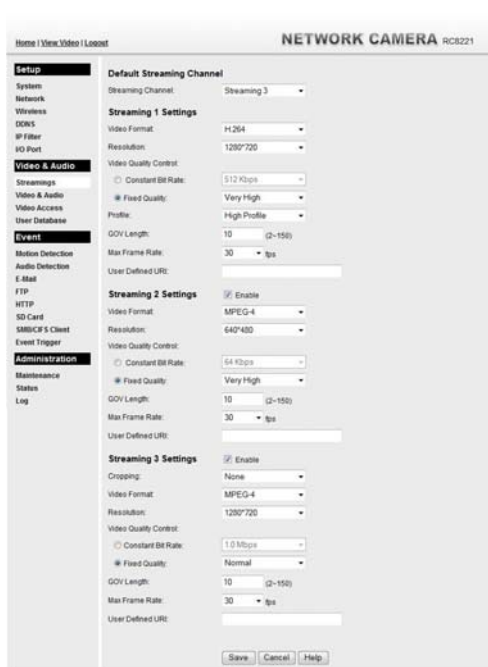 Home | View Video | Logout
NETWORK CAMERA RC8221
Setup
System
Network
Wireless
DDNS
IP Filter
I/O Port
Video & Audio
Streamings
Video & Audio
Video Access
User Database
Event
Motion Detection
Audio Detection
E-Mail
FTP
HTTP
SD Card
SMB/CIFS Client
Event Trigger
Administration
Maintenance
Status
Log
Default Streaming Channel
Streaming Channel: Streaming 3
Streaming 1 Settings
Video Format: H.264
Resolution: 1280*720
Video Quality Control:
Constant Bit Rate: 512 Kbps
Fixed Quality: Very High
Profile: High Profile
GOV Length: 10 (2~150)
Max Frame Rate: 30 fps
User Defined URI:
Streaming 2 Settings Enable
Video Format: MPEG-4
Resolution: 640*480
Video Quality Control:
Constant Bit Rate: 64 Kbps
Fixed Quality: Very High
GOV Length: 10 (2~150)
Max Frame Rate: 30 fps
User Defined URI:
Streaming 3 Settings Enable
Cropping: None
Video Format: MPEG-4
Resolution: 1280*720
Video Quality Control:
Constant Bit Rate: 1.0 Mbps
Fixed Quality: Normal
GOV Length: 10 (2~150)
Max Frame Rate: 30 fps
User Defined URI:
Save Cancel Help